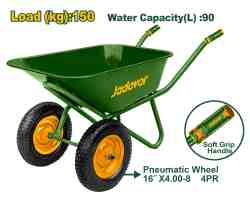 Load (kg):150
Water Capacity(L) :90
Jadever
Soft Grip
Handle
Pneumatic Wheel
16˝ X4.00-8 4PR